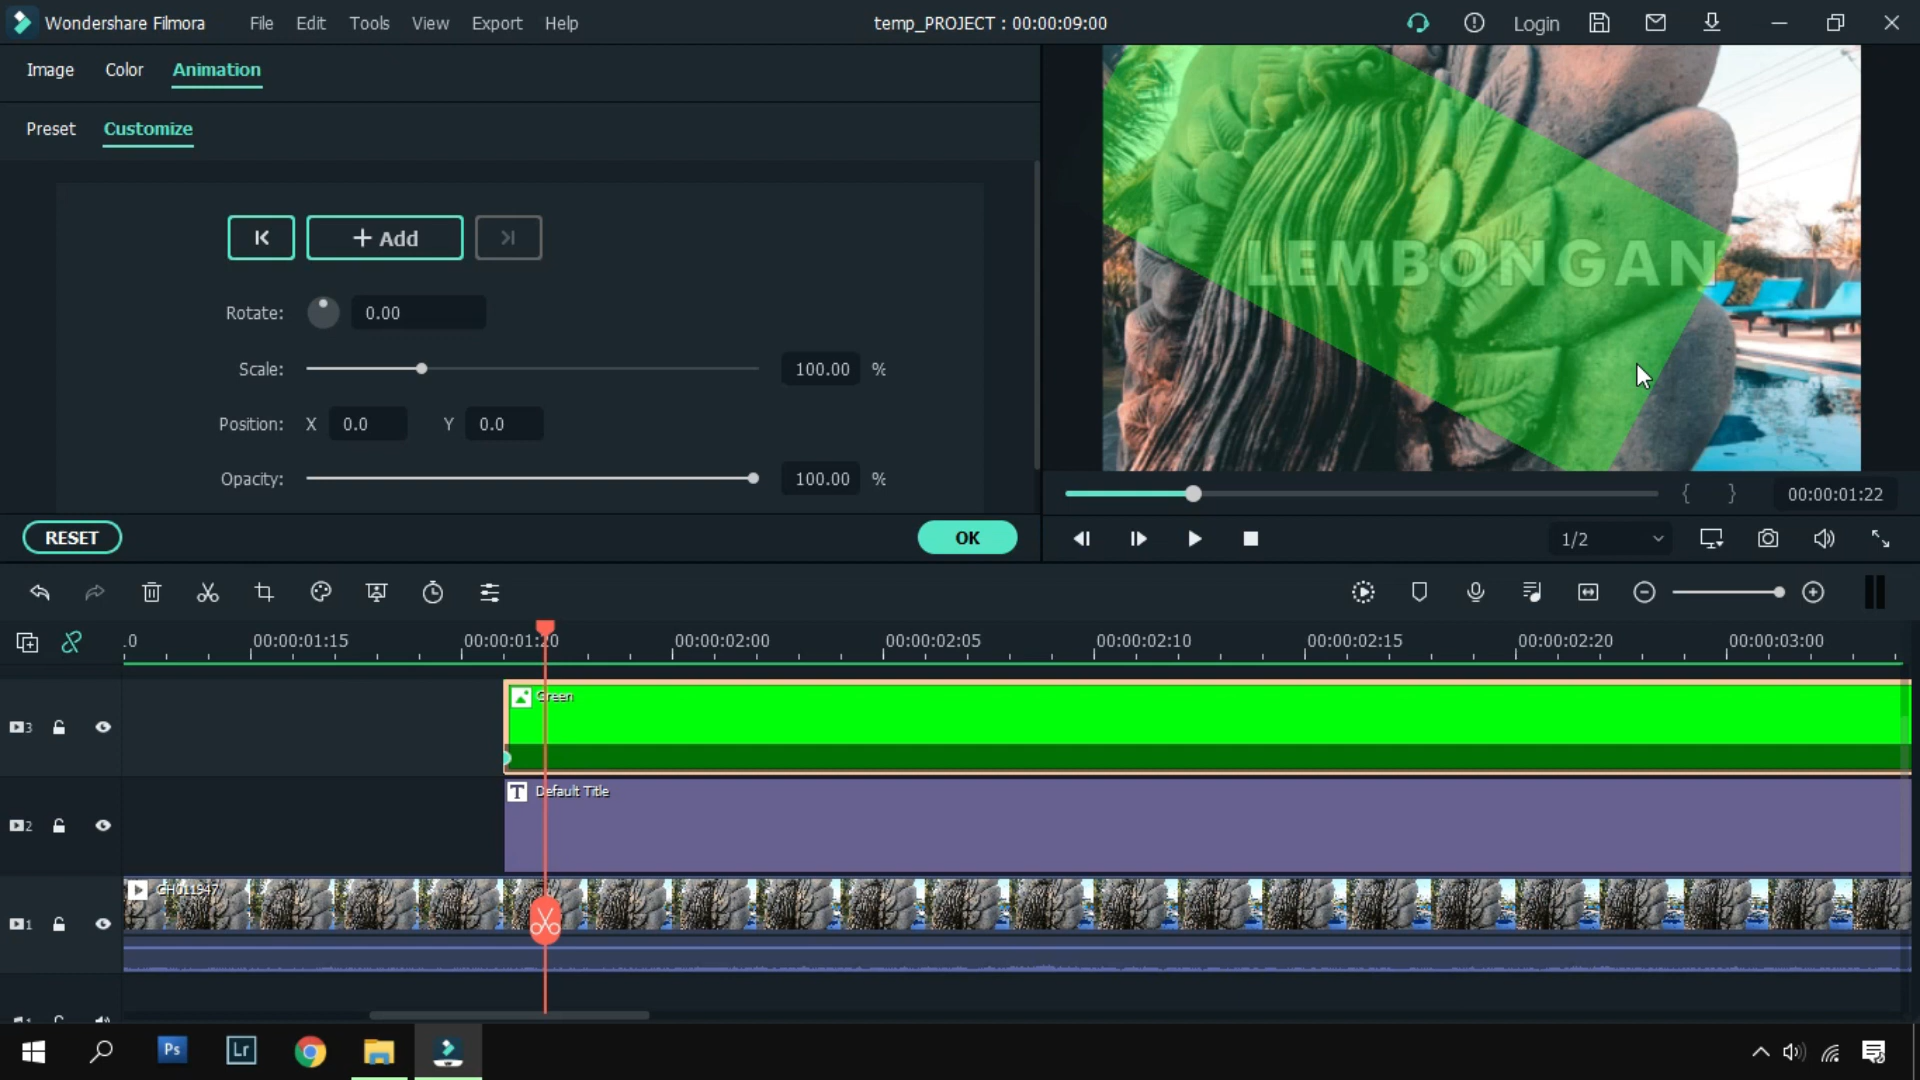 Wondershare Filmora
File
Edit
Tools
View
Export
Help
temp_PROJECT : 00:00:09:00
Login
Image
Color
Animation
Preset
Customize
+ Add
Rotate:
0.00
Scale:
100.00 %
Position:
X
0.0
Y
0.0
Opacity:
100.00 %
RESET
OK
LEMBONGAN
{ }
00:00:01:22
1/2
.0
00:00:01:15
00:00:01:20
00:00:02:00
00:00:02:05
00:00:02:10
00:00:02:15
00:00:02:20
00:00:03:00
3
Green
2
T
Default Title
1
GH011947
Ps
Lr